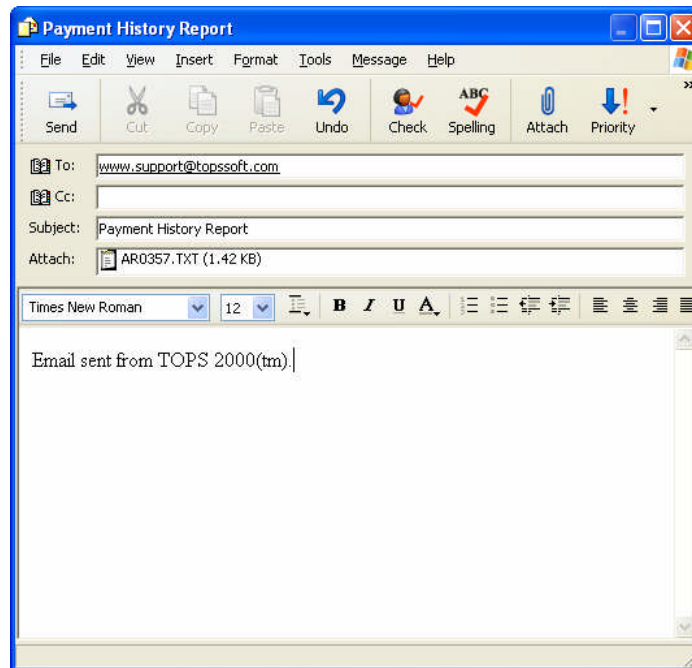 Payment History Report
File Edit View Insert Format Tools Message Help
»
ABC
Send Cut Copy Paste Undo Check Spelling Attach Priority
To: www.support@topssoft.com
Cc:
Subject: Payment History Report
Attach: AR0357.TXT (1.42 KB)
Times New Roman 12 B I U A
Email sent from TOPS 2000(tm).